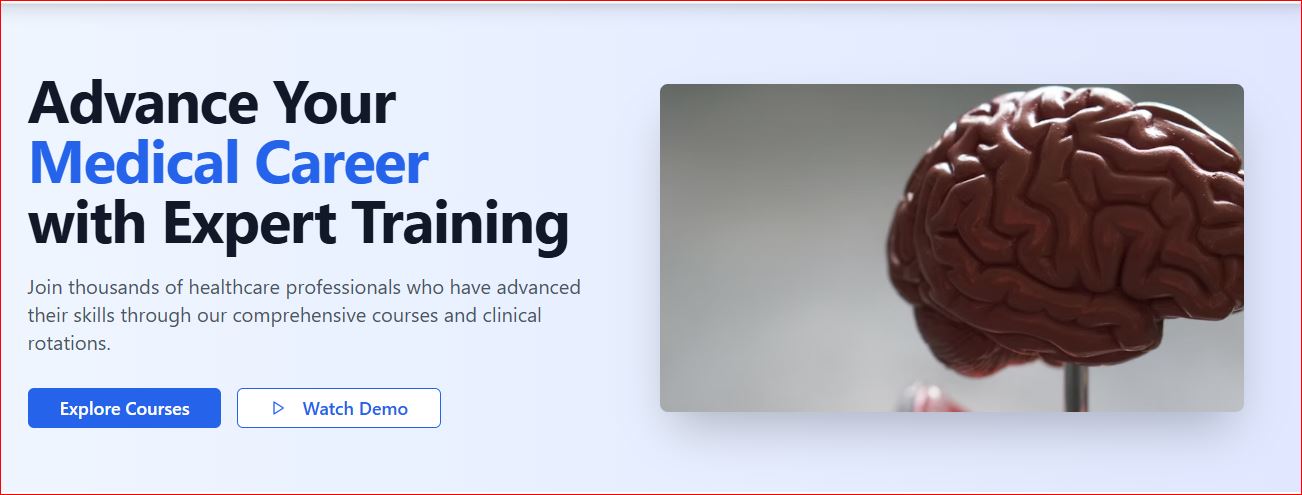 Advance Your
Medical Career
with Expert Training
Join thousands of healthcare professionals who have advanced
their skills through our comprehensive courses and clinical
rotations.
Explore Courses
Watch Demo